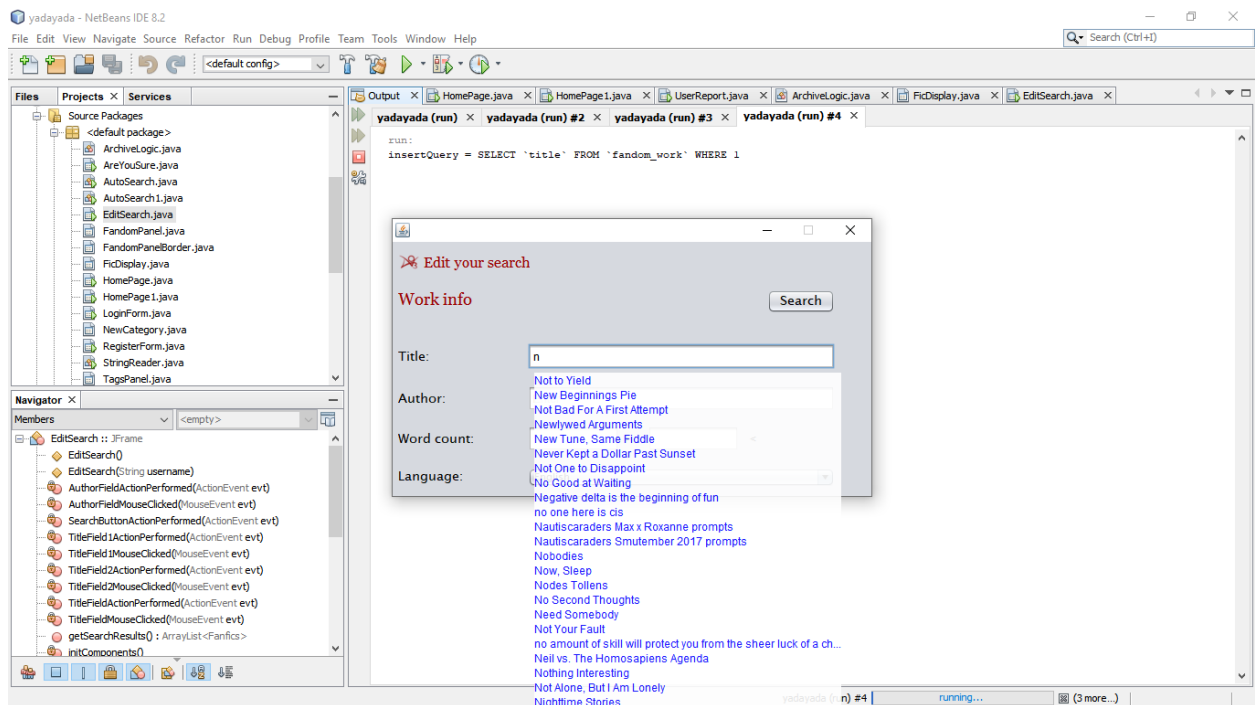 yadayada - NetBeans IDE 8.2
File Edit View Navigate Source Refactor Run Debug Profile Team Tools Window Help
Search (Ctrl+I)
<default config>
Files Projects Services
Output HomePage.java HomePage1.java UserReport.java ArchiveLogic.java FicDisplay.java EditSearch.java
yadayada (run) yadayada (run) #2 yadayada (run) #3 yadayada (run) #4
Source Packages
<default package>
ArchiveLogic.java
AreYouSure.java
AutoSearch.java
AutoSearch1.java
EditSearch.java
FandomPanel.java
FandomPanelBorder.java
FicDisplay.java
HomePage.java
HomePage1.java
LoginForm.java
NewCategory.java
RegisterForm.java
StringReader.java
TagsPanel.java
run:
insertQuery = SELECT `title` FROM `fandom_work` WHERE 1
Navigator
Members <empty>
EditSearch :: JFrame
EditSearch()
EditSearch(String username)
AuthorFieldActionPerformed(ActionEvent evt)
AuthorFieldMouseClicked(MouseEvent evt)
SearchButtonActionPerformed(ActionEvent evt)
TitleField1ActionPerformed(ActionEvent evt)
TitleField1MouseClicked(MouseEvent evt)
TitleField2ActionPerformed(ActionEvent evt)
TitleField2MouseClicked(MouseEvent evt)
TitleFieldActionPerformed(ActionEvent evt)
TitleFieldMouseClicked(MouseEvent evt)
getSearchResults() : ArrayList<Fanfics>
initComponents()
Edit your search
Work info
Search
Title: n
Author:
Word count:
<
Language:
Not to Yield
New Beginnings Pie
Not Bad For A First Attempt
Newlywed Arguments
New Tune, Same Fiddle
Never Kept a Dollar Past Sunset
Not One to Disappoint
No Good at Waiting
Negative delta is the beginning of fun
no one here is cis
Nautiscaraders Max x Roxanne prompts
Nautiscaraders Smutember 2017 prompts
Nobodies
Now, Sleep
Nodes Tollens
No Second Thoughts
Need Somebody
Not Your Fault
no amount of skill will protect you from the sheer luck of a ch...
Neil vs. The Homosapiens Agenda
Nothing Interesting
Not Alone, But I Am Lonely
Nighttime Stories
yadayada (run) #4 running... (3 more...)